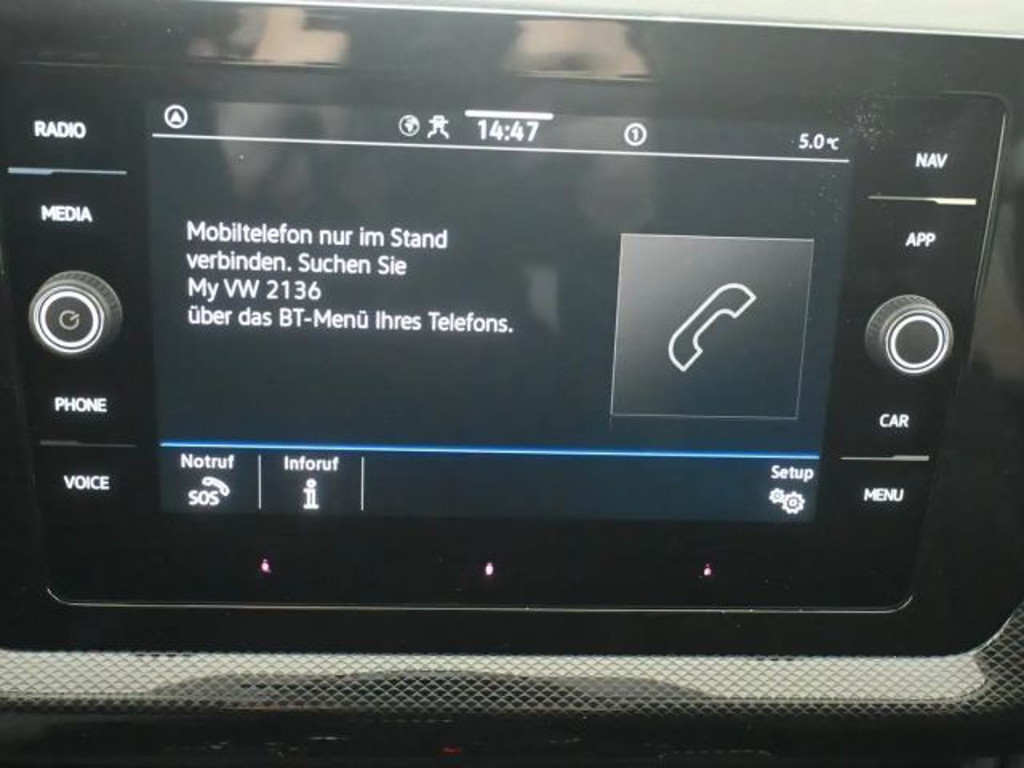 RADIO
14:47
1
5.0°C
NAV
MEDIA
APP
Mobiltelefon nur im Stand
verbinden. Suchen Sie
My VW 2136
über das BT-Menü Ihres Telefons.
PHONE
CAR
VOICE
Notruf
SOS
Inforuf
i
Setup
MENU